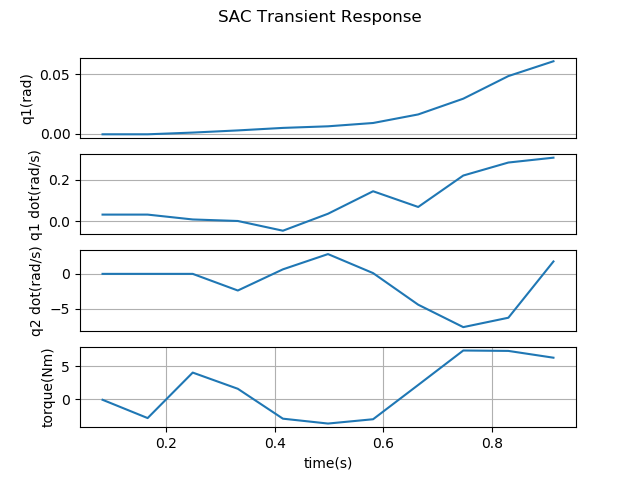 SAC Transient Response
q1(rad)
0.05
0.00
q1 dot(rad/s)
0.2
0.0
q2 dot(rad/s)
0
−5
torque(Nm)
5
0
0.2 0.4 0.6 0.8
time(s)